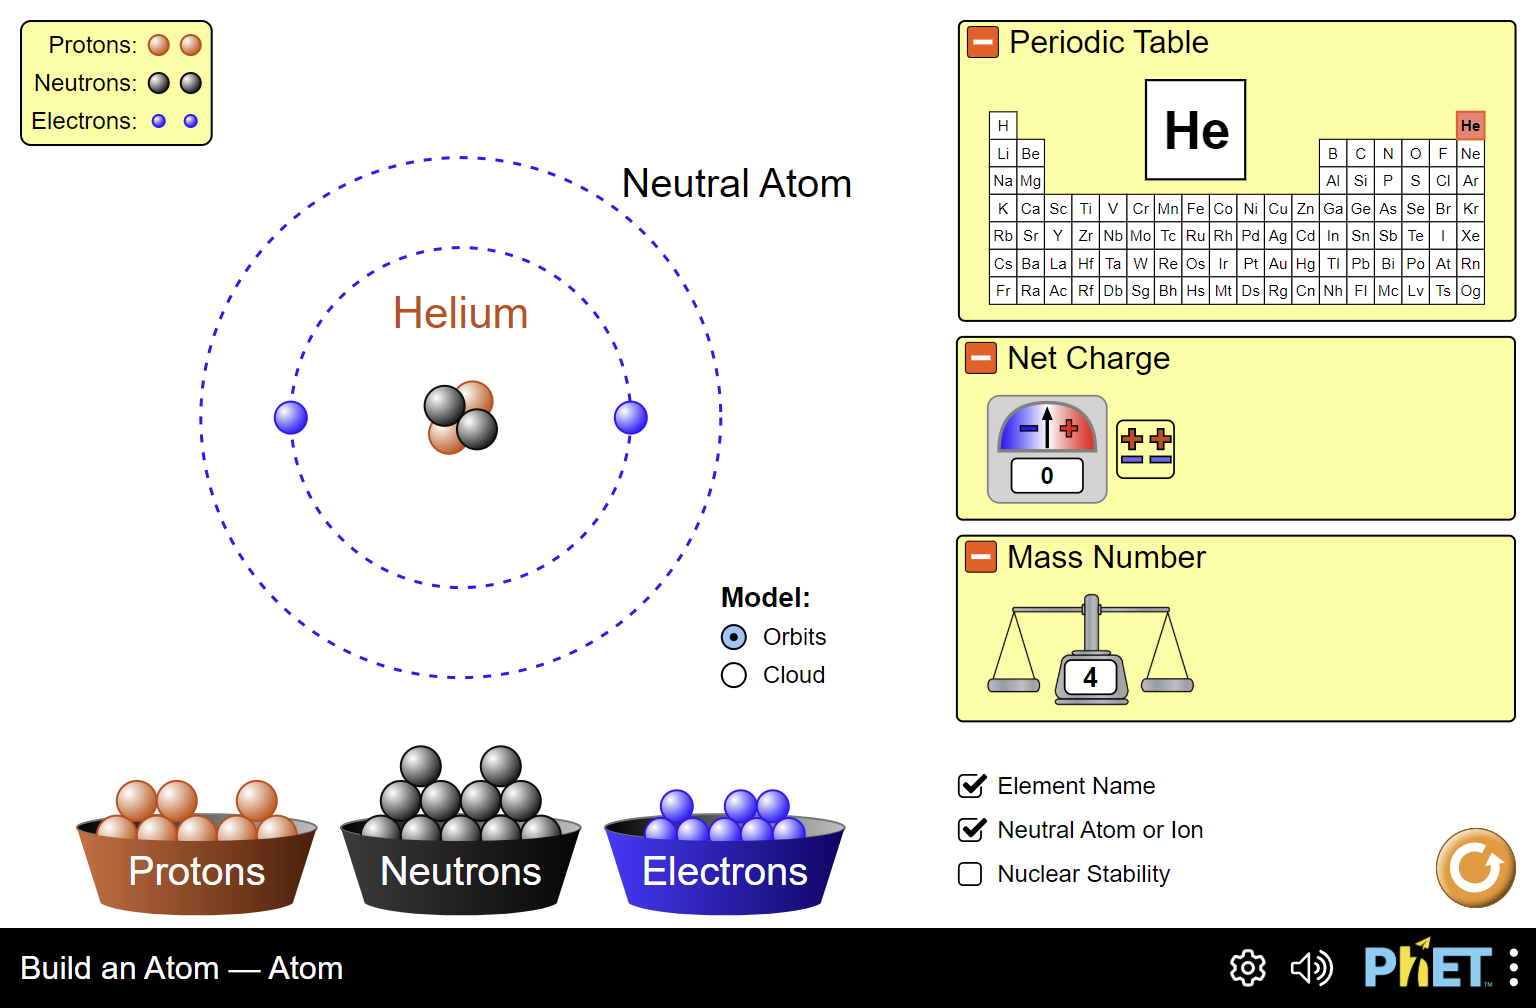 Protons:
Neutrons:
Electrons:
Neutral Atom
Helium
Model:
Orbits
Cloud
Protons
Neutrons
Electrons
Periodic Table
He
H He
Li Be B C N O F Ne
Na Mg Al Si P S Cl Ar
K Ca Sc Ti V Cr Mn Fe Co Ni Cu Zn Ga Ge As Se Br Kr
Rb Sr Y Zr Nb Mo Tc Ru Rh Pd Ag Cd In Sn Sb Te I Xe
Cs Ba La Hf Ta W Re Os Ir Pt Au Hg Tl Pb Bi Po At Rn
Fr Ra Ac Rf Db Sg Bh Hs Mt Ds Rg Cn Nh Fl Mc Lv Ts Og
Net Charge
0
Mass Number
4
Element Name
Neutral Atom or Ion
Nuclear Stability
Build an Atom — Atom
PhET™